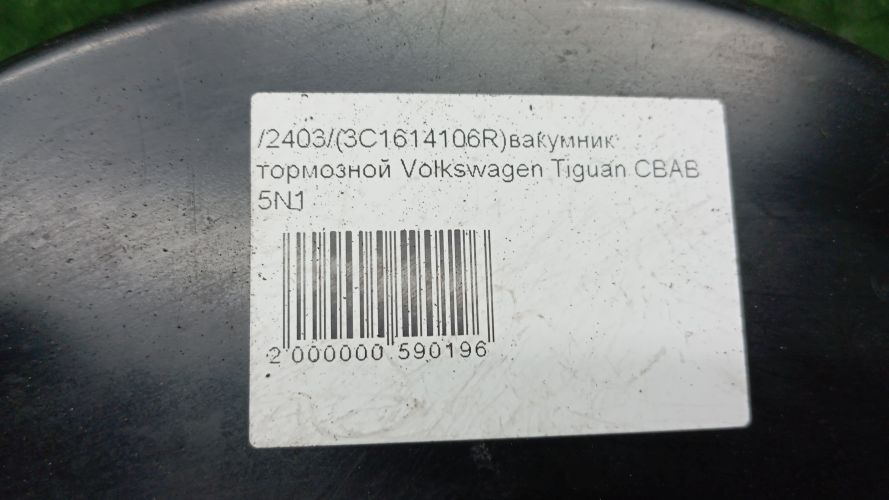 /2403/(3C1614106R)вакумник
тормозной Volkswagen Tiguan CBAB
5N1
2 000000 590196